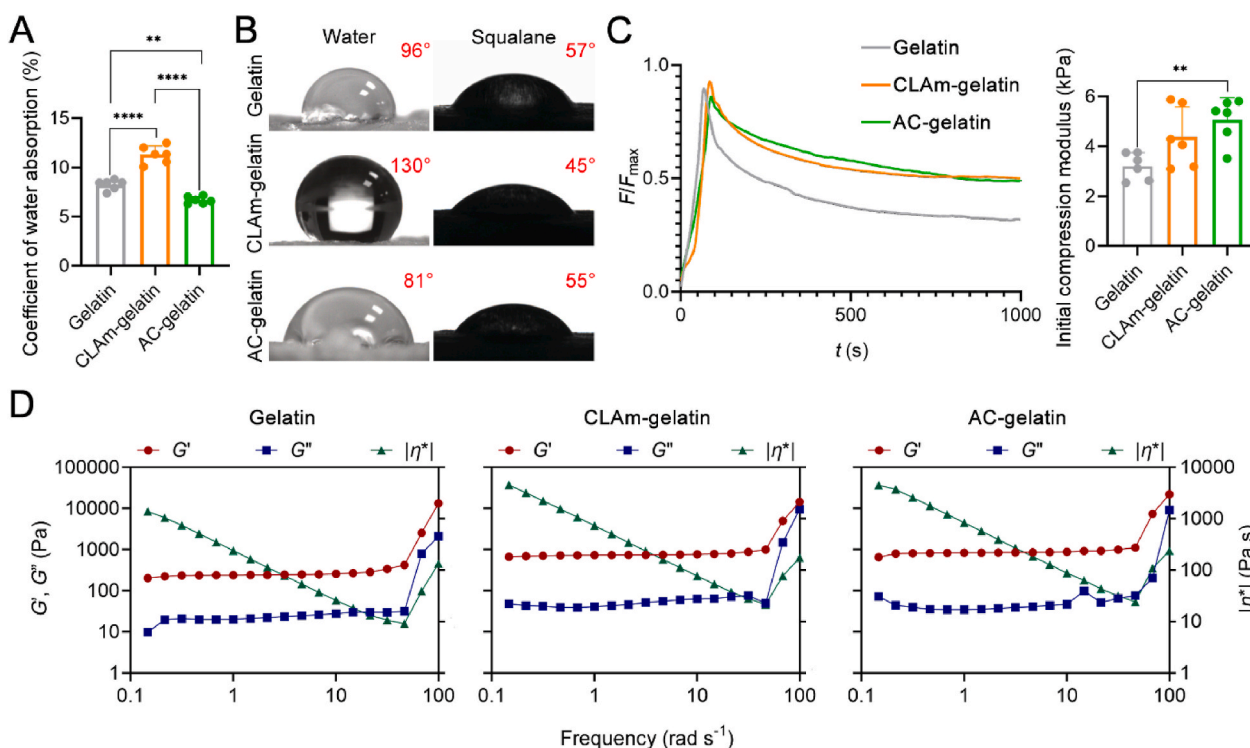 A
**
****
****
Coefficient of water absorption (%)
15
10
5
0
Gelatin
CLAm-gelatin
AC-gelatin
B
Water
Squalane
Gelatin
96°
57°
CLAm-gelatin
130°
45°
AC-gelatin
81°
55°
C
Gelatin
CLAm-gelatin
AC-gelatin
F/Fmax
1.0
0.5
0.0
0
500
1000
t (s)
**
Initial compression modulus (kPa)
6
4
2
0
Gelatin
CLAm-gelatin
AC-gelatin
D
Gelatin
CLAm-gelatin
AC-gelatin
G' G" |η*|
G' G" |η*|
G' G" |η*|
G', G" (Pa)
100000
10000
1000
100
10
1
10000
1000
100
10
1
|η*| (Pa s)
0.1 1 10 100
0.1 1 10 100
0.1 1 10 100
Frequency (rad s⁻¹)